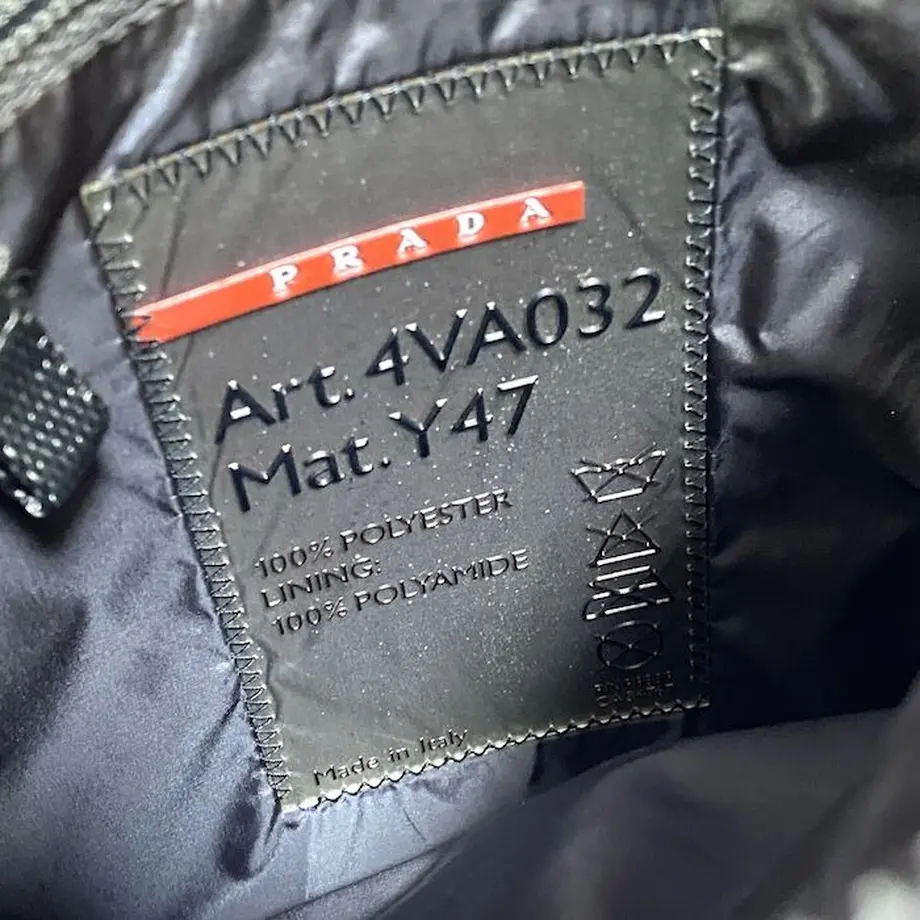 PRADA
Art. 4VA032
Mat. Y47
100% POLYESTER
LINING:
100% POLYAMIDE
Made in Italy